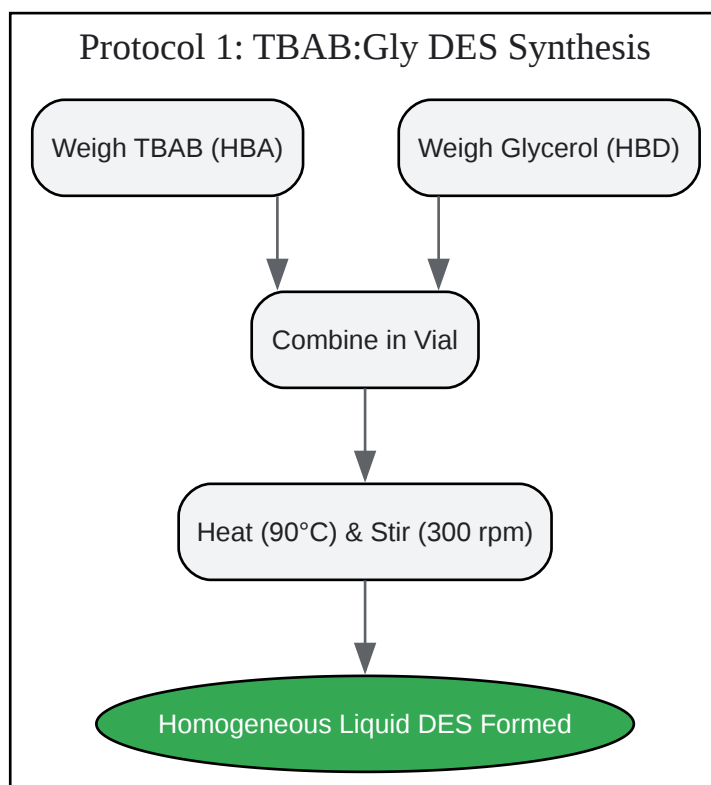 Protocol 1: TBAB:Gly DES Synthesis
Weigh TBAB (HBA)
Weigh Glycerol (HBD)
Combine in Vial
Heat (90°C) & Stir (300 rpm)
Homogeneous Liquid DES Formed